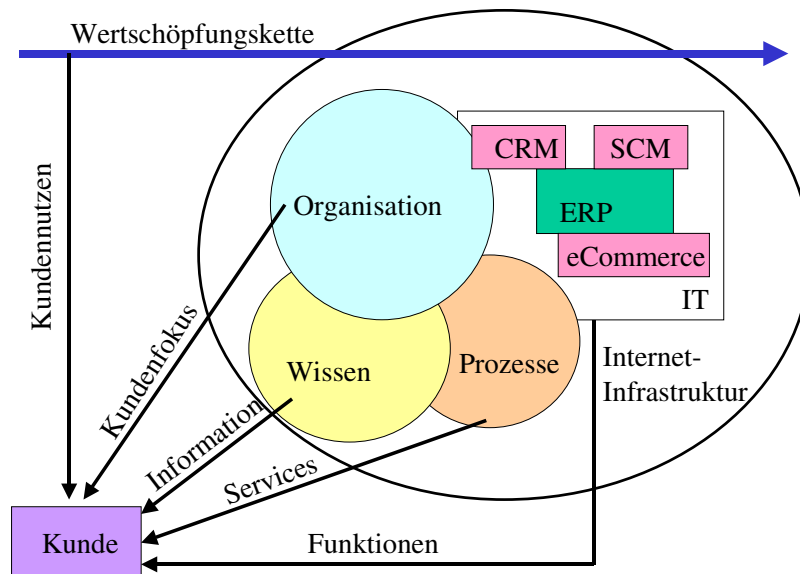 Wertschöpfungskette
CRM
SCM
Organisation
ERP
eCommerce
IT
Kundennutzen
Kundenfokus
Wissen
Prozesse
Internet-
Infrastruktur
Information
Services
Kunde
Funktionen